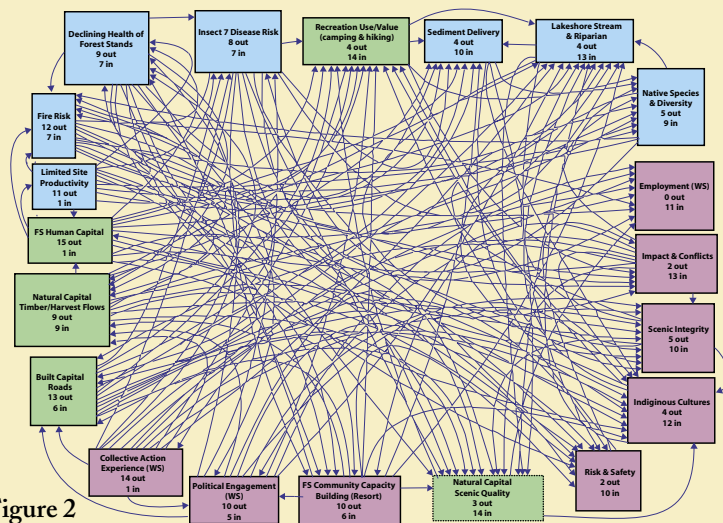 Declining Health of
Forest Stands
9 out
7 in
Insect 7 Disease Risk
8 out
7 in
Recreation Use/Value
(camping & hiking)
4 out
14 in
Sediment Delivery
4 out
10 in
Lakeshore Stream
& Riparian
4 out
13 in
Native Species
& Diversity
5 out
9 in
Fire Risk
12 out
7 in
Limited Site
Productivity
11 out
1 in
Employment (WS)
0 out
11 in
FS Human Capital
15 out
1 in
Impact & Conflicts
2 out
13 in
Natural Capital
Timber/Harvest Flows
9 out
9 in
Scenic Integrity
5 out
10 in
Built Capital
Roads
13 out
6 in
Indiginous Cultures
4 out
12 in
Collective Action
Experience (WS)
14 out
1 in
Political Engagement
(WS)
10 out
5 in
FS Community Capacity
Building (Resort)
10 out
6 in
Natural Capital
Scenic Quality
3 out
14 in
Risk & Safety
2 out
10 in
igure 2